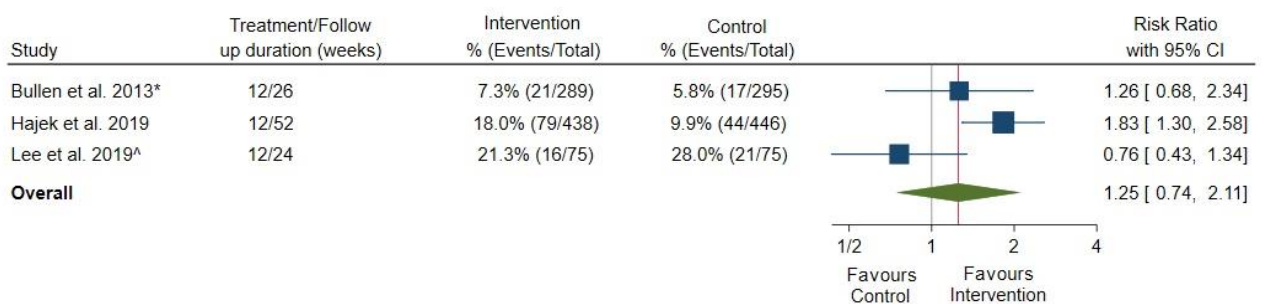 Study Treatment/Follow up duration (weeks) Intervention % (Events/Total) Control % (Events/Total) Risk Ratio with 95% CI
Bullen et al. 2013* 12/26 7.3% (21/289) 5.8% (17/295) 1.26 [ 0.68, 2.34]
Hajek et al. 2019 12/52 18.0% (79/438) 9.9% (44/446) 1.83 [ 1.30, 2.58]
Lee et al. 2019^ 12/24 21.3% (16/75) 28.0% (21/75) 0.76 [ 0.43, 1.34]
Overall 1.25 [ 0.74, 2.11]
1/2 1 2 4
Favours Control Favours Intervention